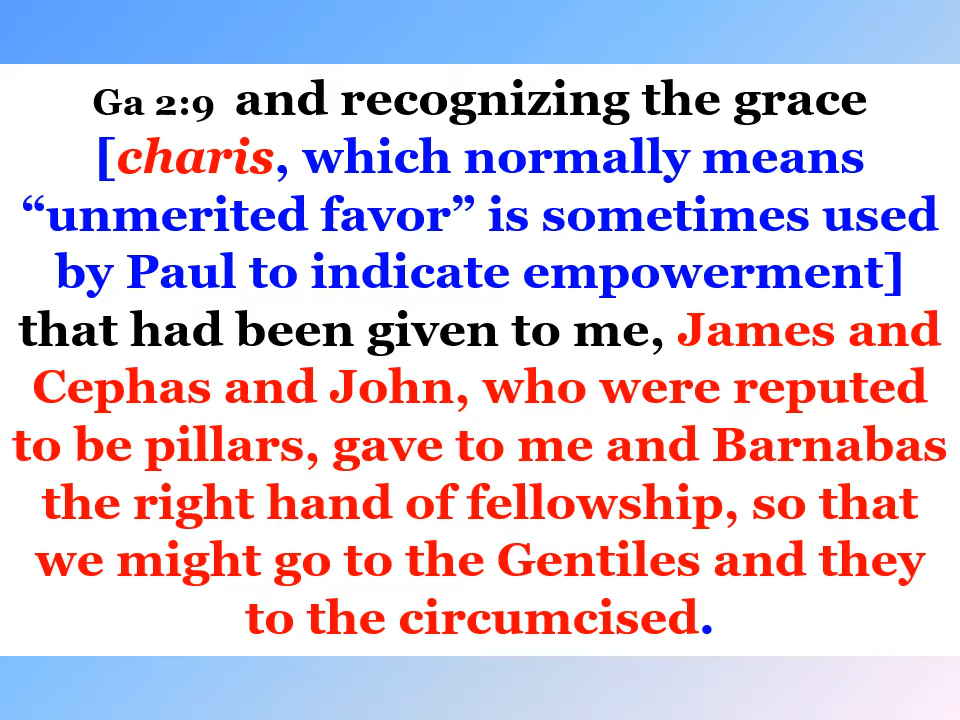 Ga 2:9 and recognizing the grace
[charis, which normally means
“unmerited favor” is sometimes used
by Paul to indicate empowerment]
that had been given to me, James and
Cephas and John, who were reputed
to be pillars, gave to me and Barnabas
the right hand of fellowship, so that
we might go to the Gentiles and they
to the circumcised.